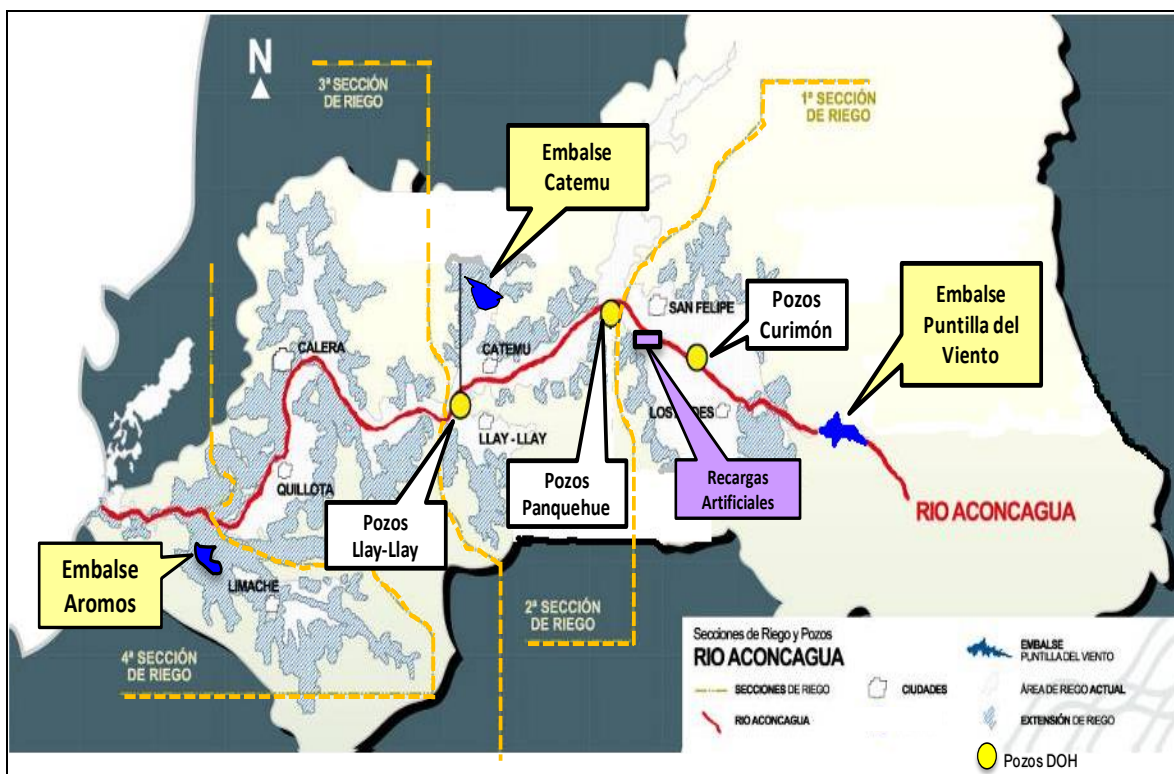 N
3ª SECCIÓN
DE RIEGO
1ª SECCIÓN
DE RIEGO
Embalse
Catemu
SAN FELIPE
Pozos
Curimón
Embalse
Puntilla del
Viento
CALERA
CATEMU
LLAY - LLAY
QUILLOTA
Pozos
Llay-Llay
Pozos
Panquehue
Recargas
Artificiales
RIO ACONCAGUA
Embalse
Aromos
LIMACHE
4ª SECCIÓN
DE RIEGO
2ª SECCIÓN
DE RIEGO
Secciones de Riego y Pozos
RIO ACONCAGUA
SECCIONES DE RIEGO
RIO ACONCAGUA
CIUDADES
EMBALSE
PUNTILLA DEL VIENTO
ÁREA DE RIEGO ACTUAL
EXTENSIÓN DE RIEGO
Pozos DOH